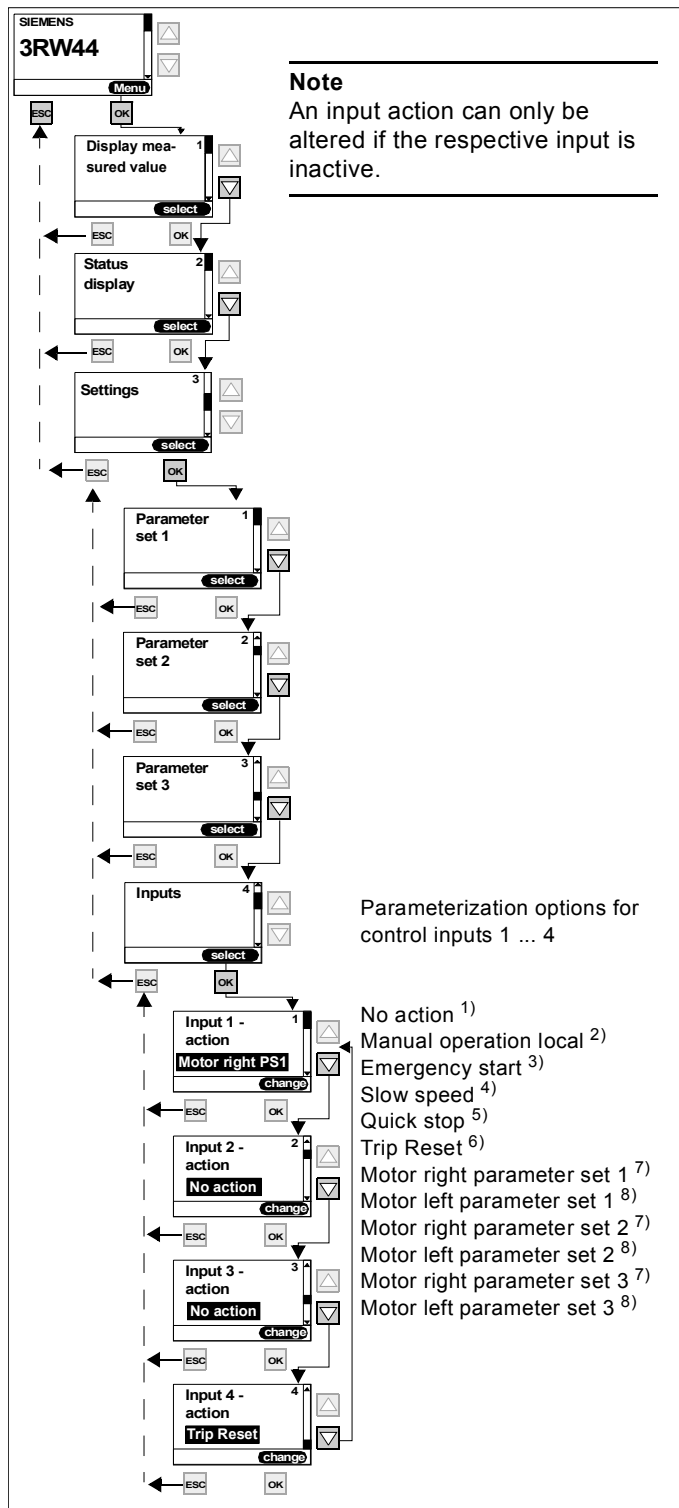 SIEMENS
3RW44
Menu
ESC
OK
Note
An input action can only be
altered if the respective input is
inactive.
Display mea-
sured value
1
select
ESC
OK
Status
display
2
select
ESC
OK
Settings
3
select
ESC
OK
Parameter
set 1
1
select
ESC
OK
Parameter
set 2
2
select
ESC
OK
Parameter
set 3
3
select
ESC
OK
Inputs
4
select
ESC
OK
Parameterization options for
control inputs 1 ... 4
Input 1 -
action
1
Motor right PS1
change
ESC
OK
Input 2 -
action
2
No action
change
ESC
OK
Input 3 -
action
3
No action
change
ESC
OK
Input 4 -
action
4
Trip Reset
change
ESC
OK
No action 1)
Manual operation local 2)
Emergency start 3)
Slow speed 4)
Quick stop 5)
Trip Reset 6)
Motor right parameter set 1 7)
Motor left parameter set 1 8)
Motor right parameter set 2 7)
Motor left parameter set 2 8)
Motor right parameter set 3 7)
Motor left parameter set 3 8)